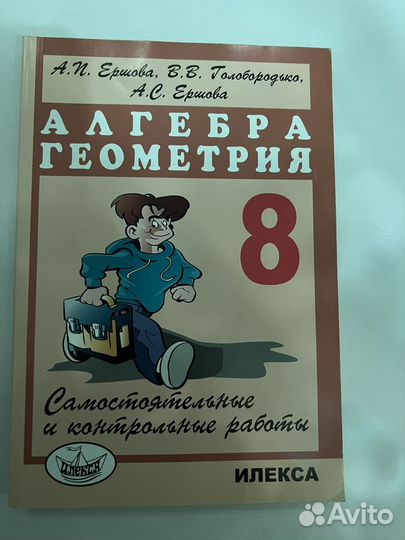 А.П. Ершова, В.В. Голобородько,
А.С. Ершова
АЛГЕБРА
ГЕОМЕТРИЯ
8
Самостоятельные
и контрольные работы
ИЛЕКСА
ИЛЕКСА
Avito